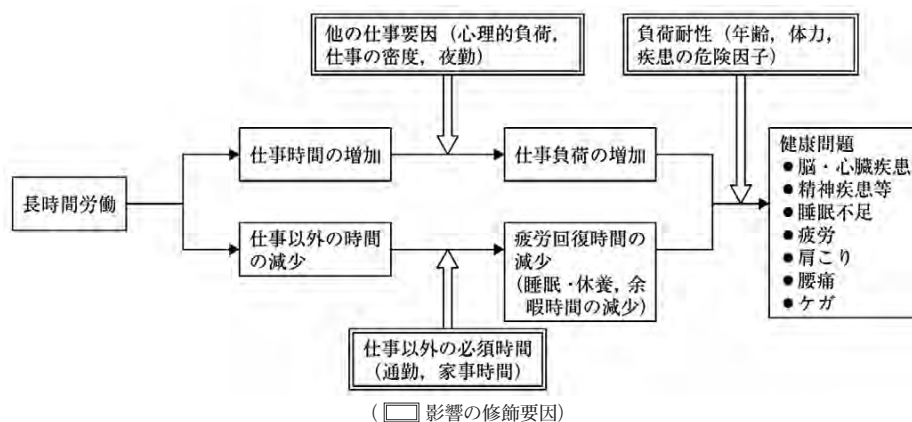 他の仕事要因（心理的負荷，
仕事の密度，夜勤）
負荷耐性（年齢，体力，
疾患の危険因子）
仕事時間の増加
仕事負荷の増加
長時間労働
仕事以外の時間
の減少
疲労回復時間の
減少
（睡眠・休養，余
暇時間の減少）
健康問題
●脳・心臓疾患
●精神疾患等
●睡眠不足
●疲労
●肩こり
●腰痛
●ケガ
仕事以外の必須時間
（通勤，家事時間）
（ 影響の修飾要因）